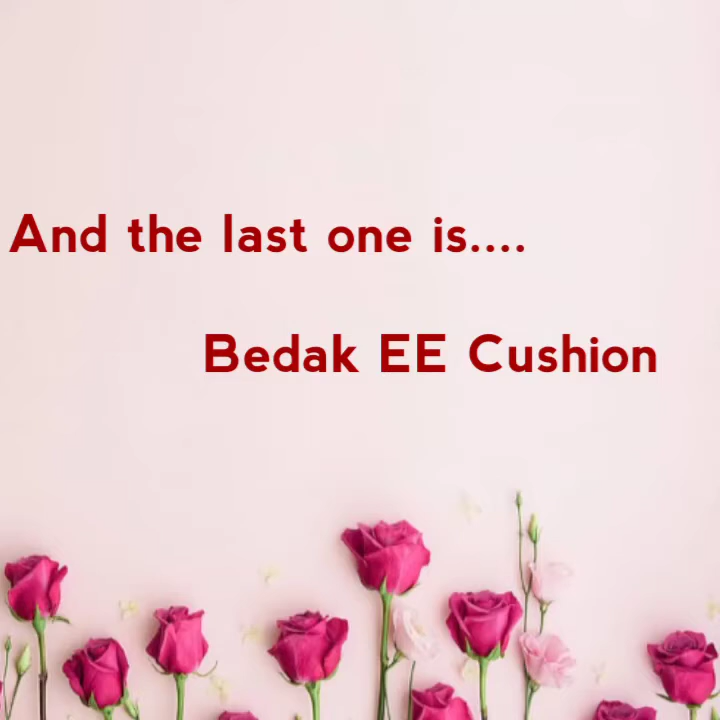 And the last one is....
Bedak EE Cushion